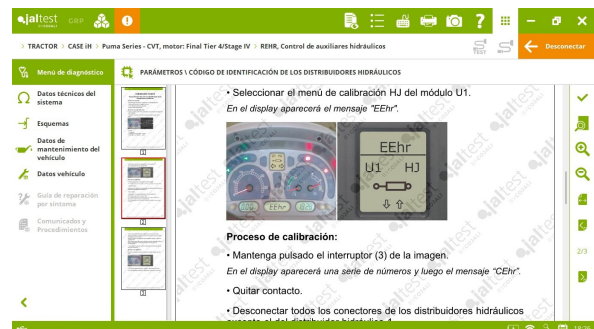 jaltest GRP
TRACTOR > CASE IH > Puma Series - CVT, motor: Final Tier 4/Stage IV > REHR, Control de auxiliares hidráulicos
TEST
Desconectar
Menú de diagnóstico
PARÁMETROS \ CÓDIGO DE IDENTIFICACIÓN DE LOS DISTRIBUIDORES HIDRÁULICOS
Datos técnicos del
sistema
Esquemas
Datos de
mantenimiento del
vehículo
Datos vehículo
Guía de reparación
por síntoma
Comunicados y
Procedimientos
1
2
3
• Seleccionar el menú de calibración HJ del módulo U1.
En el display aparecerá el mensaje "EEhr".
EEhr
EEhr
U1 HJ
Proceso de calibración:
• Mantenga pulsado el interruptor (3) de la imagen.
En el display aparecerá una serie de números y luego el mensaje "CEhr".
• Quitar contacto.
• Desconectar todos los conectores de los distribuidores hidráulicos
2/3
18:26